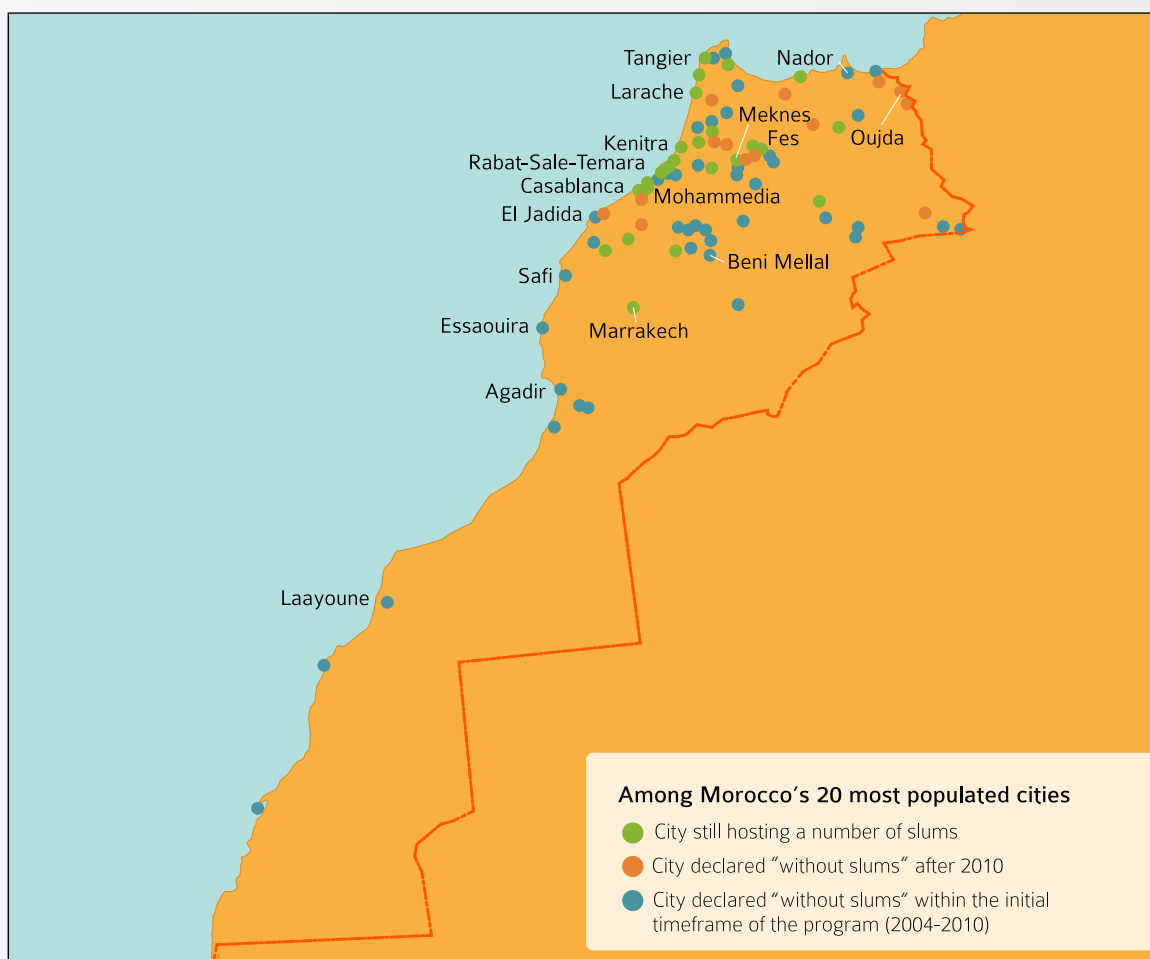 Tangier
Nador
Larache
Meknes
Fes
Oujda
Kenitra
Rabat-Sale-Temara
Casablanca
Mohammedia
El Jadida
Beni Mellal
Safi
Essaouira
Marrakech
Agadir
Laayoune
Among Morocco's 20 most populated cities
City still hosting a number of slums
City declared “without slums“ after 2010
City declared “without slums“ within the initial
timeframe of the program (2004-2010)